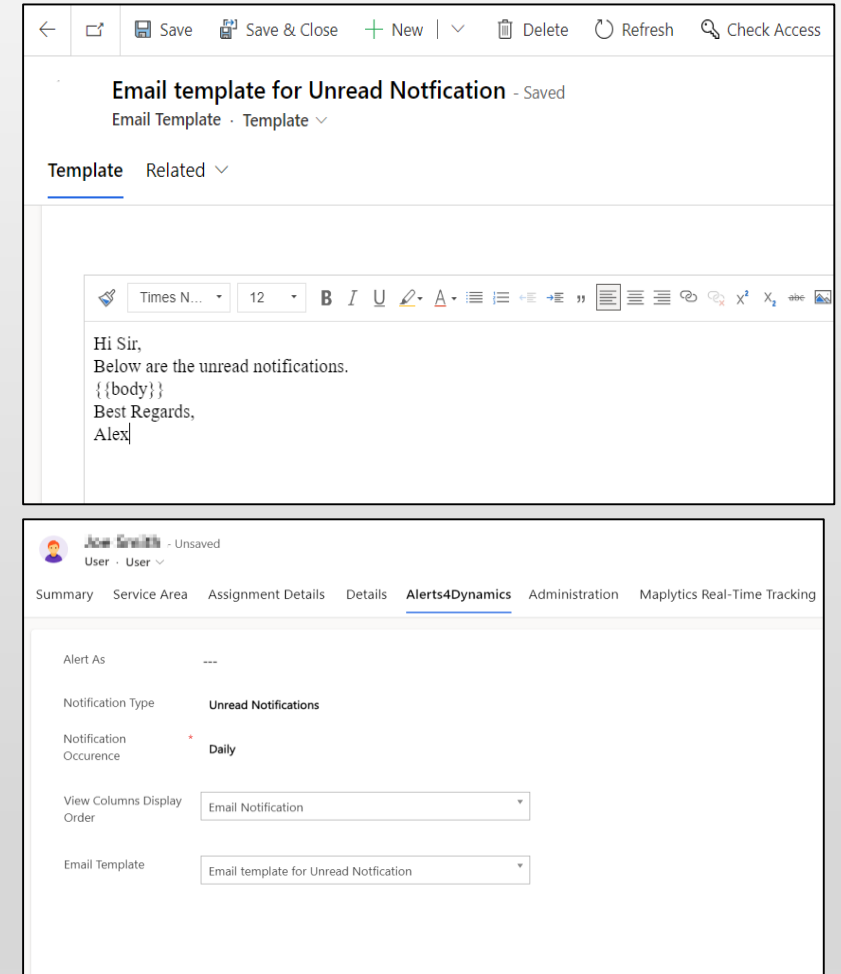 Save Save & Close New Delete Refresh Check Access
Email template for Unread Notfication - Saved
Email Template · Template
Template Related
Times N... 12 B I U A x² X₂ abc
Hi Sir,
Below are the unread notifications.
{{body}}
Best Regards,
Alex
- Unsaved
User · User
Summary Service Area Assignment Details Details Alerts4Dynamics Administration Maplytics Real-Time Tracking
Alert As ---
Notification Type Unread Notifications
Notification
Occurence * Daily
View Columns Display
Order Email Notification
Email Template Email template for Unread Notfication